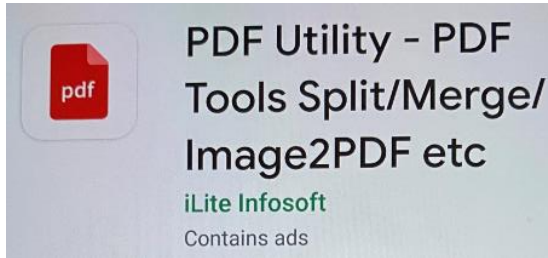 pdf
PDF Utility - PDF
Tools Split/Merge/
Image2PDF etc
iLite Infosoft
Contains ads